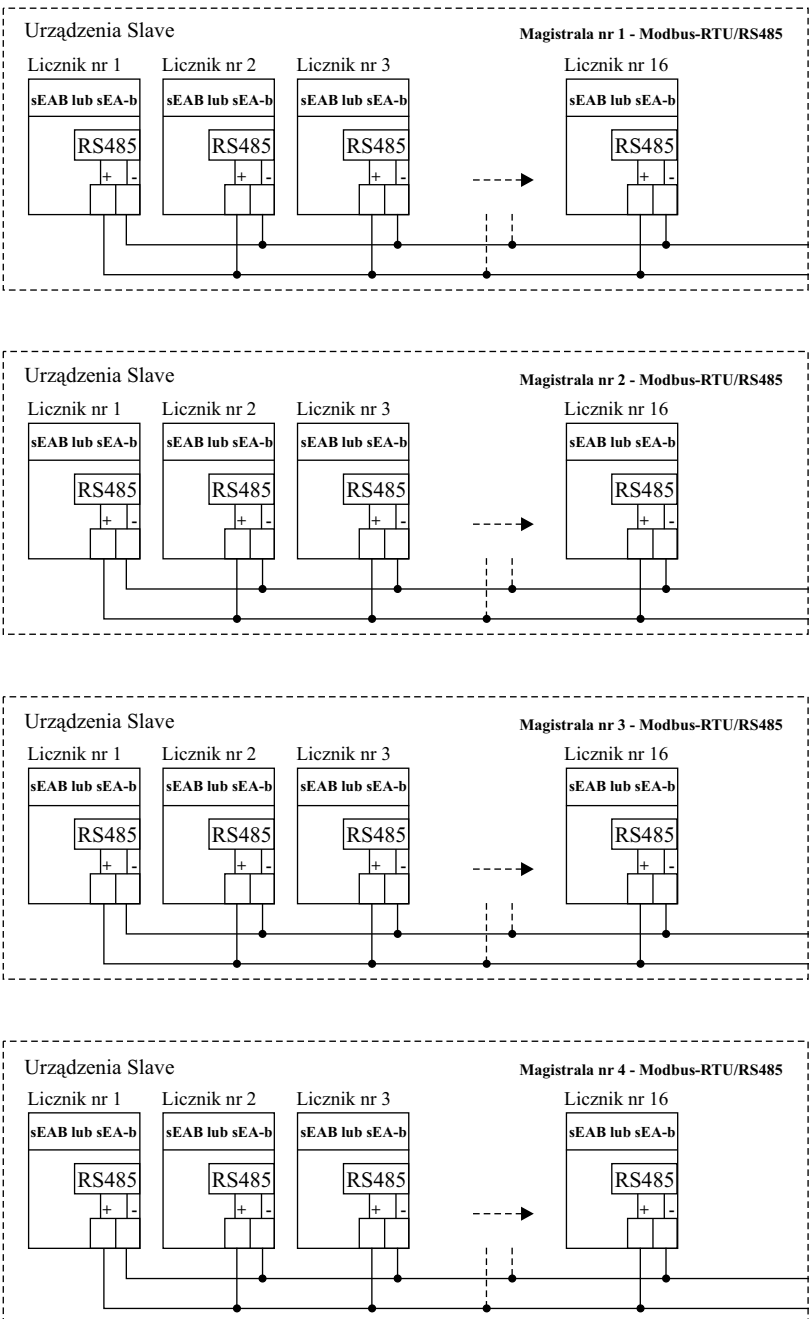 Urządzenia Slave
Magistrala nr 1 - Modbus-RTU/RS485
Licznik nr 1 Licznik nr 2 Licznik nr 3 Licznik nr 16
sEAB lub sEA-b sEAB lub sEA-b sEAB lub sEA-b sEAB lub sEA-b
RS485 RS485 RS485 RS485
+ - + - + - + -
Urządzenia Slave
Magistrala nr 2 - Modbus-RTU/RS485
Licznik nr 1 Licznik nr 2 Licznik nr 3 Licznik nr 16
sEAB lub sEA-b sEAB lub sEA-b sEAB lub sEA-b sEAB lub sEA-b
RS485 RS485 RS485 RS485
+ - + - + - + -
Urządzenia Slave
Magistrala nr 3 - Modbus-RTU/RS485
Licznik nr 1 Licznik nr 2 Licznik nr 3 Licznik nr 16
sEAB lub sEA-b sEAB lub sEA-b sEAB lub sEA-b sEAB lub sEA-b
RS485 RS485 RS485 RS485
+ - + - + - + -
Urządzenia Slave
Magistrala nr 4 - Modbus-RTU/RS485
Licznik nr 1 Licznik nr 2 Licznik nr 3 Licznik nr 16
sEAB lub sEA-b sEAB lub sEA-b sEAB lub sEA-b sEAB lub sEA-b
RS485 RS485 RS485 RS485
+ - + - + - + -